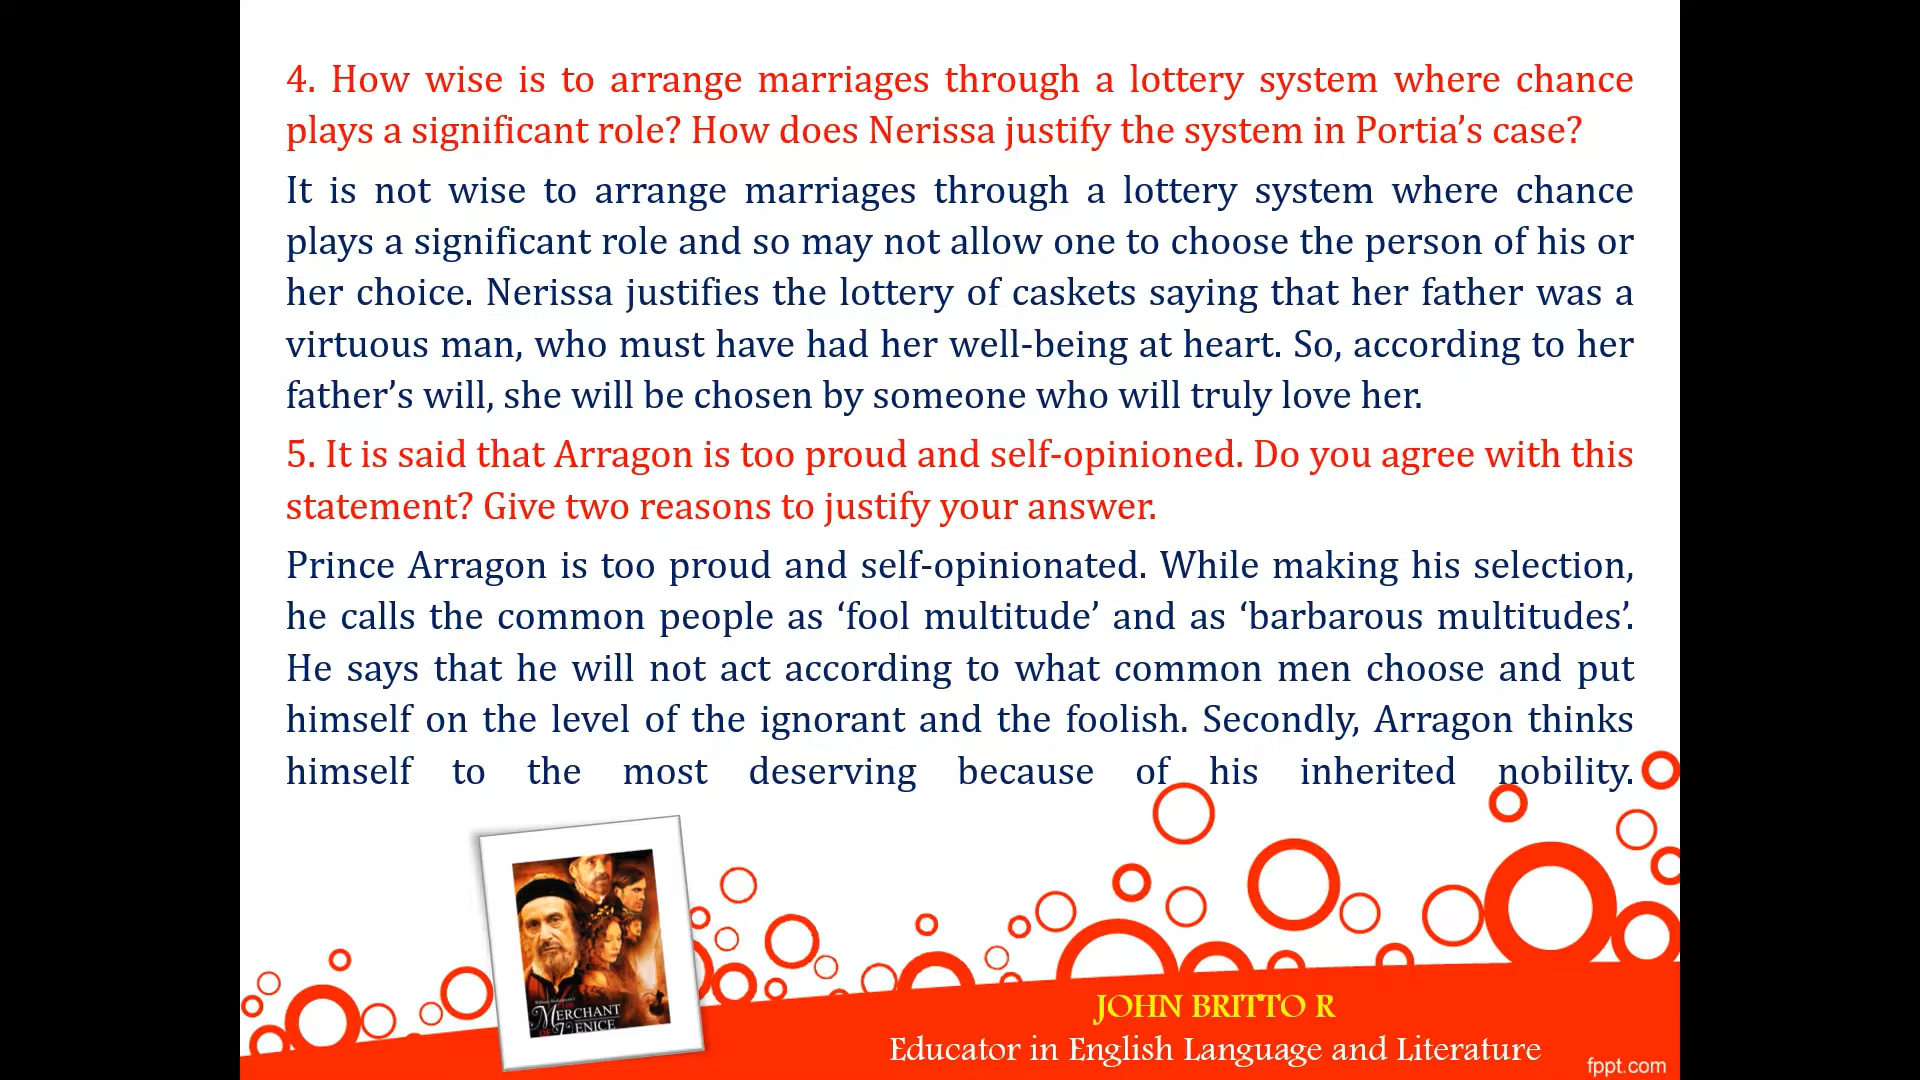 4. How wise is to arrange marriages through a lottery system where chance
plays a significant role? How does Nerissa justify the system in Portia’s case?
It is not wise to arrange marriages through a lottery system where chance
plays a significant role and so may not allow one to choose the person of his or
her choice. Nerissa justifies the lottery of caskets saying that her father was a
virtuous man, who must have had her well-being at heart. So, according to her
father’s will, she will be chosen by someone who will truly love her.
5. It is said that Arragon is too proud and self-opinioned. Do you agree with this
statement? Give two reasons to justify your answer.
Prince Arragon is too proud and self-opinionated. While making his selection,
he calls the common people as ‘fool multitude’ and as ‘barbarous multitudes’.
He says that he will not act according to what common men choose and put
himself on the level of the ignorant and the foolish. Secondly, Arragon thinks
himself to the most deserving because of his inherited nobility.
THE
MERCHANT
OF VENICE
JOHN BRITTO R
Educator in English Language and Literature
fppt.com